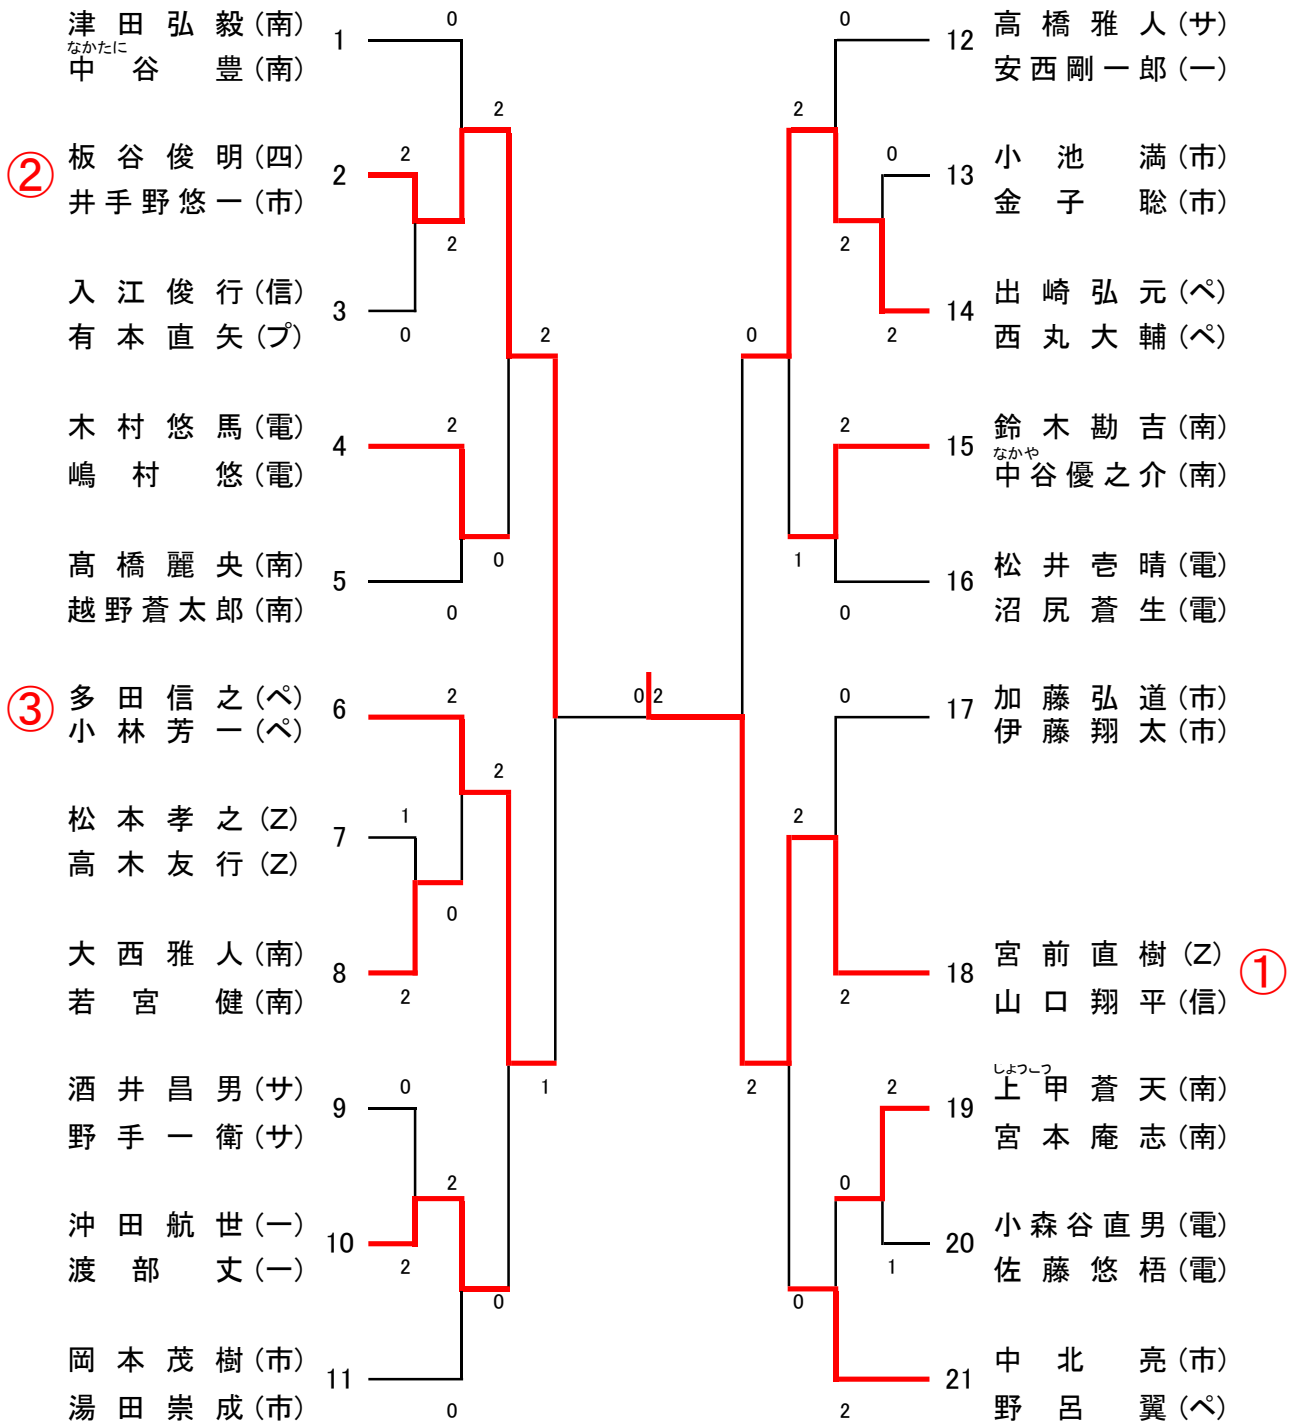 津田弘毅(南)
1
0
なかたに
中谷豊(南)
2
②
板谷俊明(四)
2
2
井手野悠一(市)
2
入江俊行(信)
3
有本直矢(プ)
0
2
木村悠馬(電)
4
2
嶋村悠(電)
髙橋麗央(南)
5
0
越野蒼太郎(南)
0
③
多田信之(ペ)
6
2
小林芳一(ペ)
2
松本孝之(Z)
7
1
高木友行(Z)
0
大西雅人(南)
8
若宮健(南)
2
酒井昌男(サ)
9
0
1
野手一衛(サ)
2
沖田航世(一)
10
渡部丈(一)
2
0
岡本茂樹(市)
11
湯田崇成(市)
0
0 2
0
12
高橋雅人(サ)
安西剛一郎(一)
2
0
13
小池満(市)
金子聡(市)
2
14
出崎弘元(ペ)
0
2
西丸大輔(ペ)
2
15
鈴木勘吉(南)
なかや
中谷優之介(南)
1
16
松井壱晴(電)
0
沼尻蒼生(電)
0
17
加藤弘道(市)
伊藤翔太(市)
2
18
宮前直樹(Z)
①
2
山口翔平(信)
しょうこう
2
2
19
上甲蒼天(南)
宮本庵志(南)
0
20
小森谷直男(電)
1
佐藤悠梧(電)
0
21
中北亮(市)
2
野呂翼(ペ)